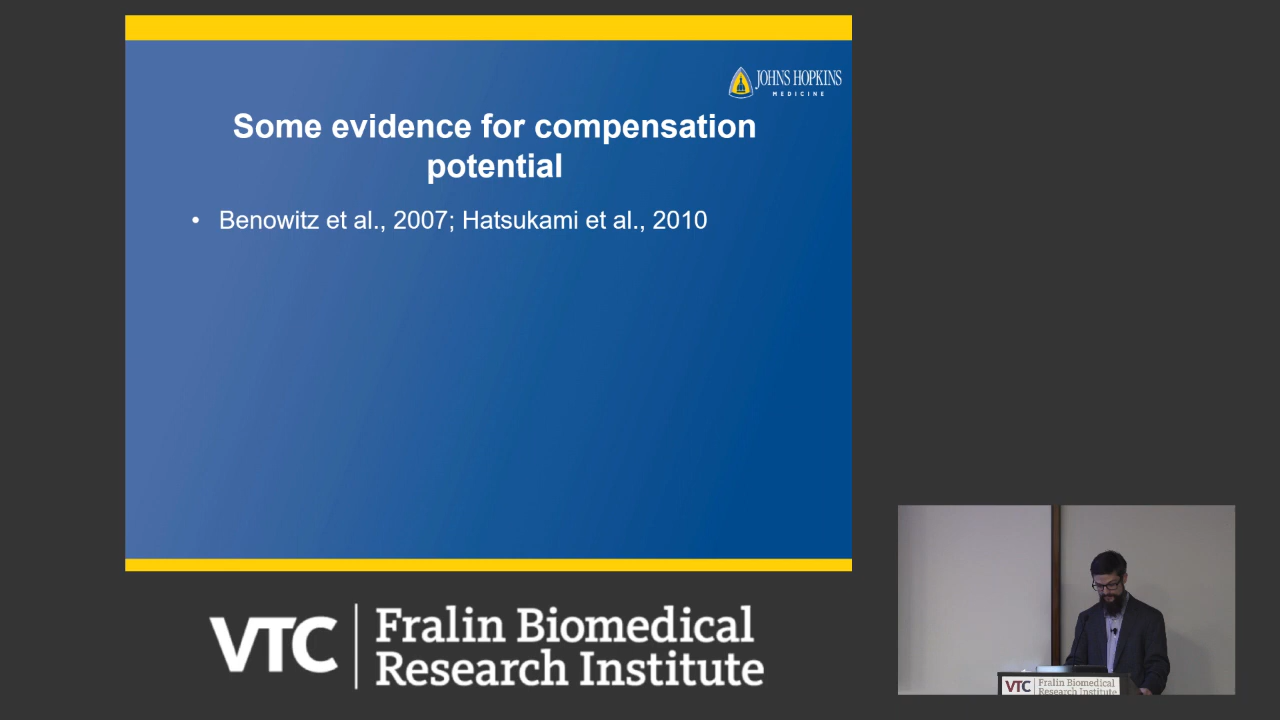 JOHNS HOPKINS
MEDICINE
Some evidence for compensation
potential
• Benowitz et al., 2007; Hatsukami et al., 2010
VTC
Fralin Biomedical
Research Institute
VTC
Fralin Biomedical
Research Institute